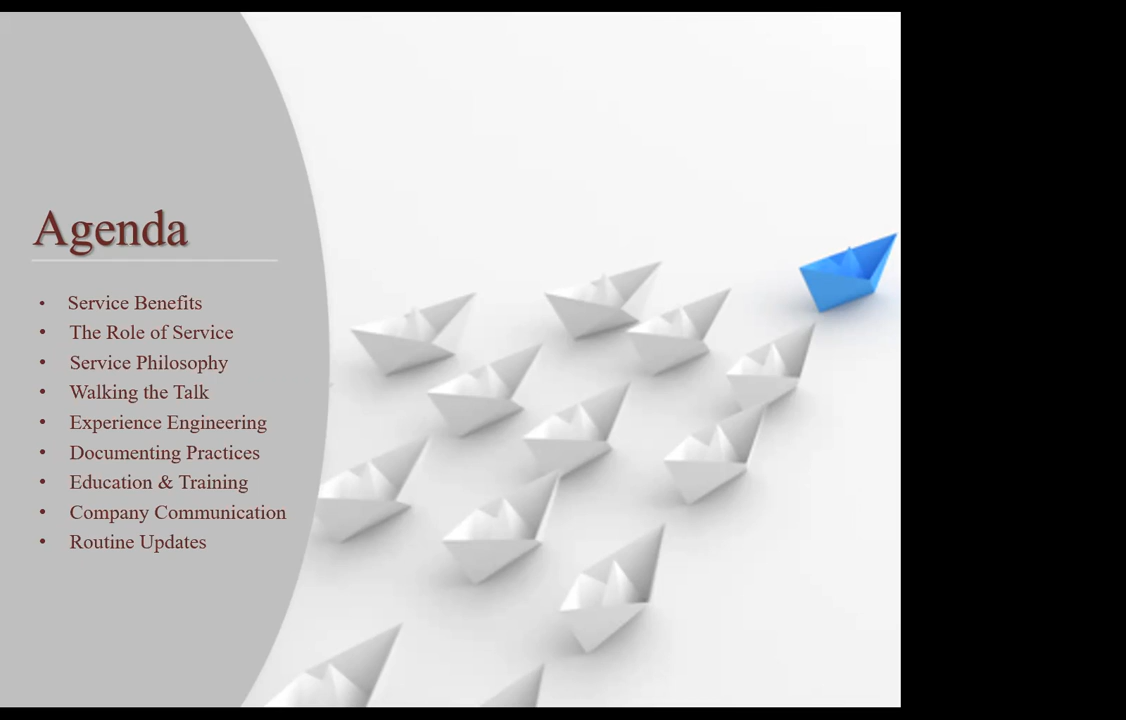 Agenda
• Service Benefits
• The Role of Service
• Service Philosophy
• Walking the Talk
• Experience Engineering
• Documenting Practices
• Education & Training
• Company Communication
• Routine Updates